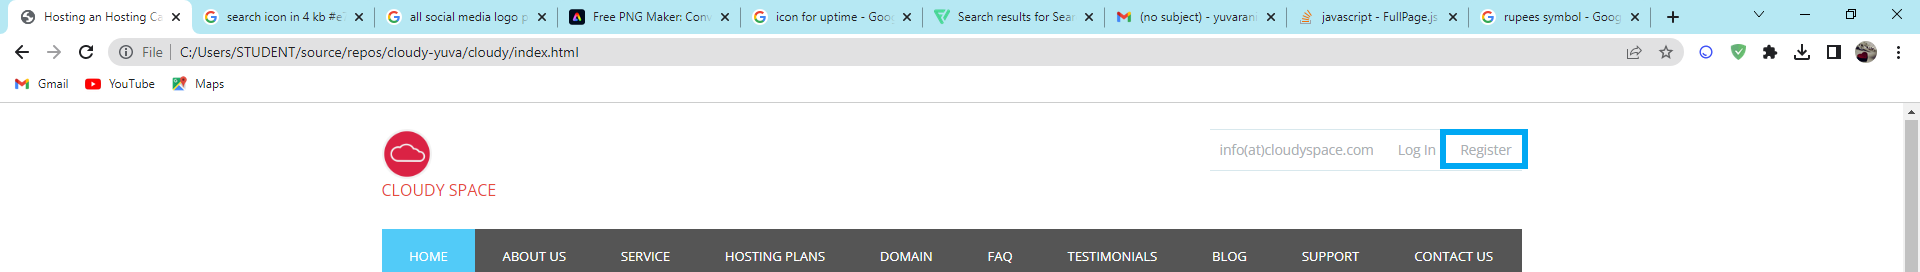 Hosting an Hosting Ca
search icon in 4 kb #e
all social media logo p
Free PNG Maker: Conv
icon for uptime - Goo
Search results for Sear
(no subject) - yuvarani
javascript - FullPage.js
rupees symbol - Goog
File | C:/Users/STUDENT/source/repos/cloudy-yuva/cloudy/index.html
Gmail YouTube Maps
info(at)cloudyspace.com Log In Register
CLOUDY SPACE
HOME ABOUT US SERVICE HOSTING PLANS DOMAIN FAQ TESTIMONIALS BLOG SUPPORT CONTACT US